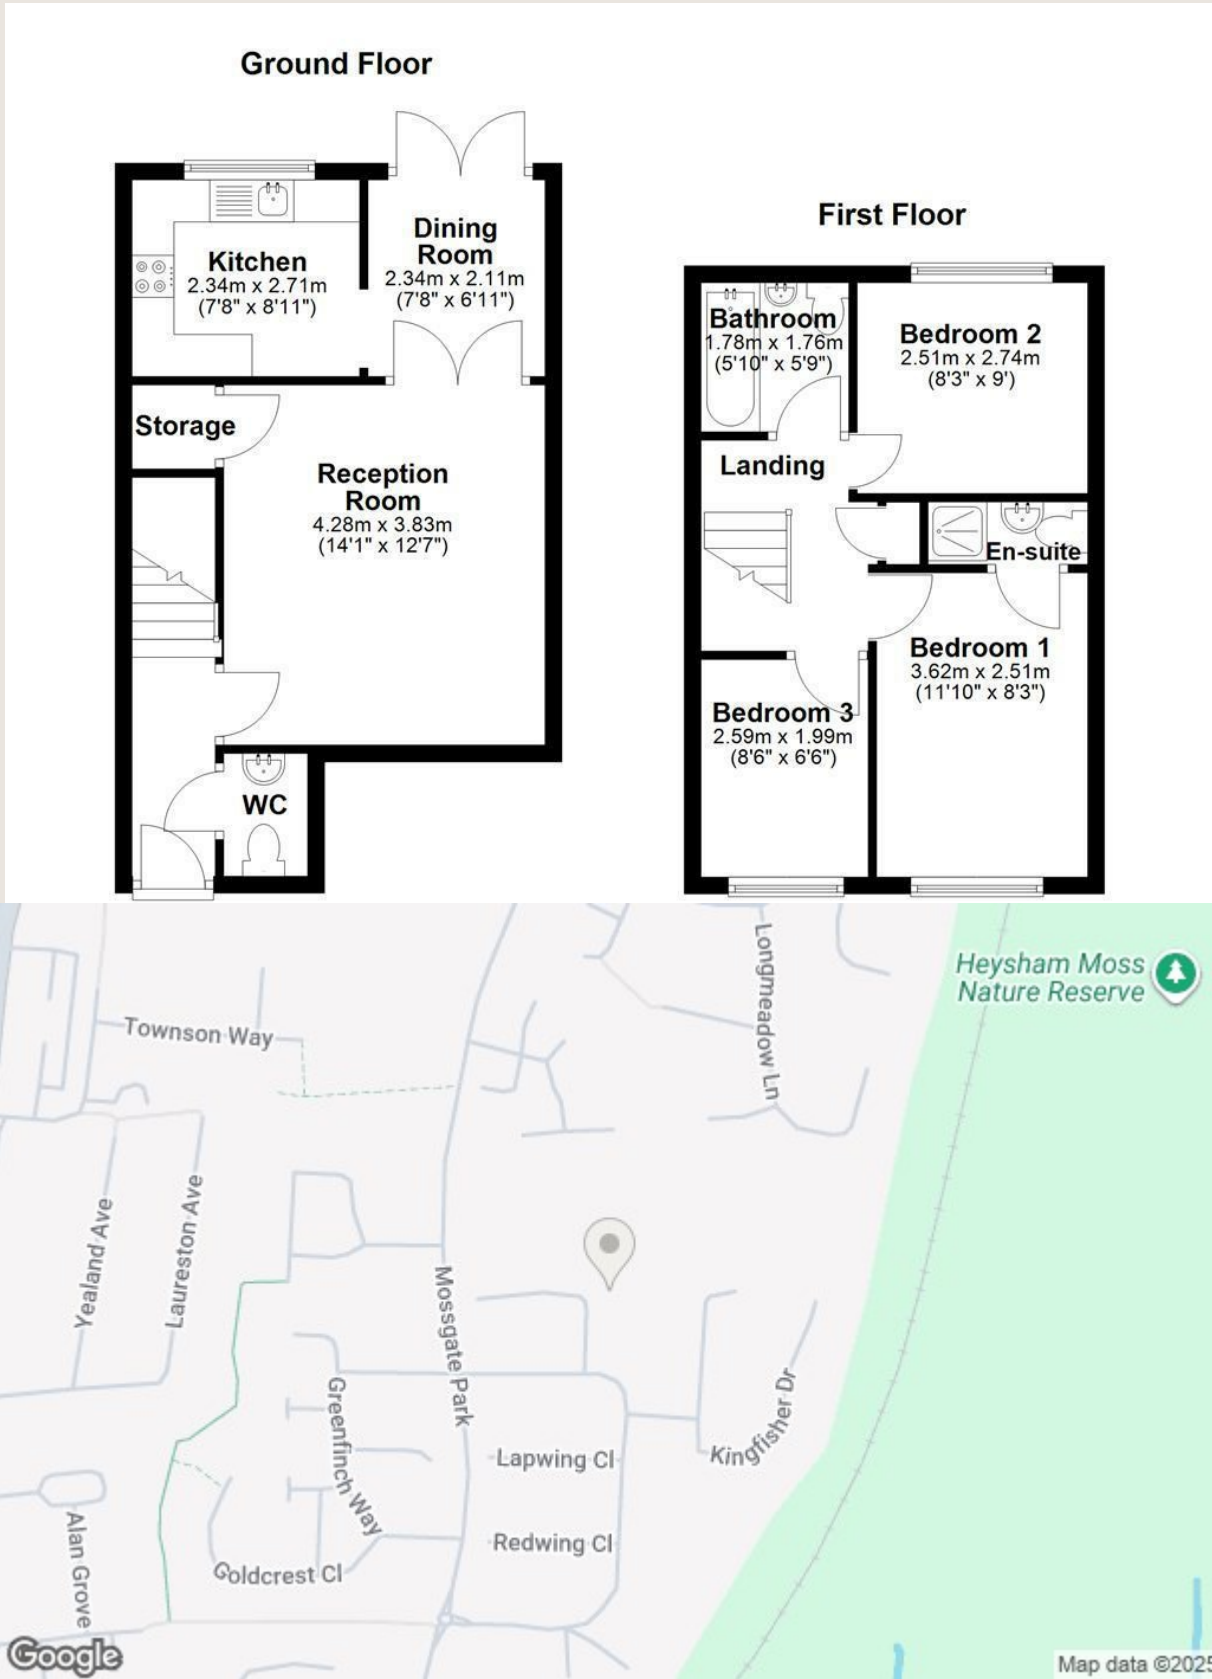 Ground Floor
Kitchen
2.34m x 2.71m
(7'8" x 8'11")
Dining
Room
2.34m x 2.11m
(7'8" x 6'11")
Storage
Reception
Room
4.28m x 3.83m
(14'1" x 12'7")
WC
First Floor
Bathroom
1.78m x 1.76m
(5'10" x 5'9")
Bedroom 2
2.51m x 2.74m
(8'3" x 9')
Landing
En-suite
Bedroom 1
3.62m x 2.51m
(11'10" x 8'3")
Bedroom 3
2.59m x 1.99m
(8'6" x 6'6")
Longmeadow Ln
Heysham Moss
Nature Reserve
Townson Way
Yealand Ave
Laureston Ave
Mossgate Park
Greenfinch Way
Kingfisher Dr
Lapwing Cl
Redwing Cl
Alan Grove
Goldcrest Cl
Google
Map data ©2025